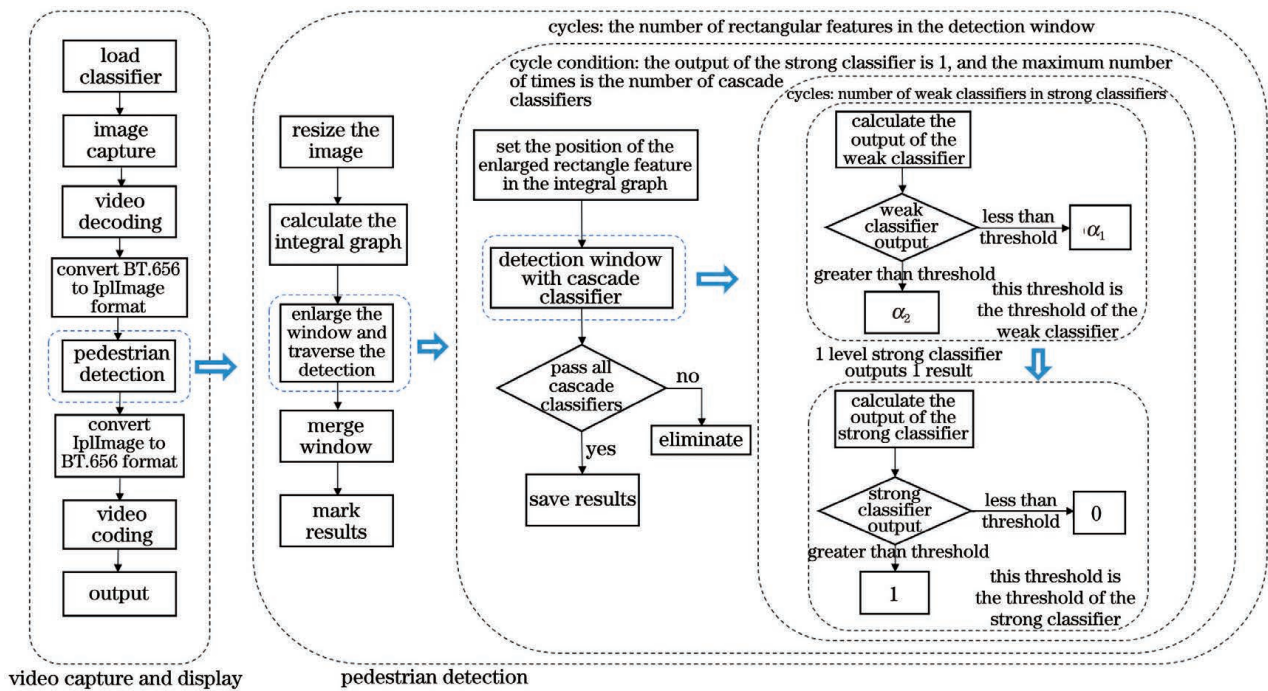 load
classifier
image
capture
video
decoding
convert BT.656
to IplImage
format
pedestrian
detection
convert
IplImage to
BT.656 format
video
coding
output
video capture and display
cycles: the number of rectangular features in the detection window
resize the
image
calculate the
integral graph
enlarge the
window and
traverse the
detection
merge
window
mark
results
pedestrian detection
cycle condition: the output of the strong classifier is 1, and the maximum number
of times is the number of cascade
classifiers
set the position of the
enlarged rectangle feature
in the integral graph
detection window
with cascade
classifier
pass all
cascade
classifiers
no
eliminate
yes
save results
cycles: number of weak classifiers in strong classifiers
calculate the
output of the
weak classifier
weak
classifier
output
less than
threshold
α1
greater than threshold
α2
this threshold is
the threshold of the
weak classifier
1 level strong classifier
outputs 1 result
calculate the
output of the
strong classifier
strong
classifier
output
less than
threshold
0
greater than threshold
1
this threshold is
the threshold of the
strong classifier